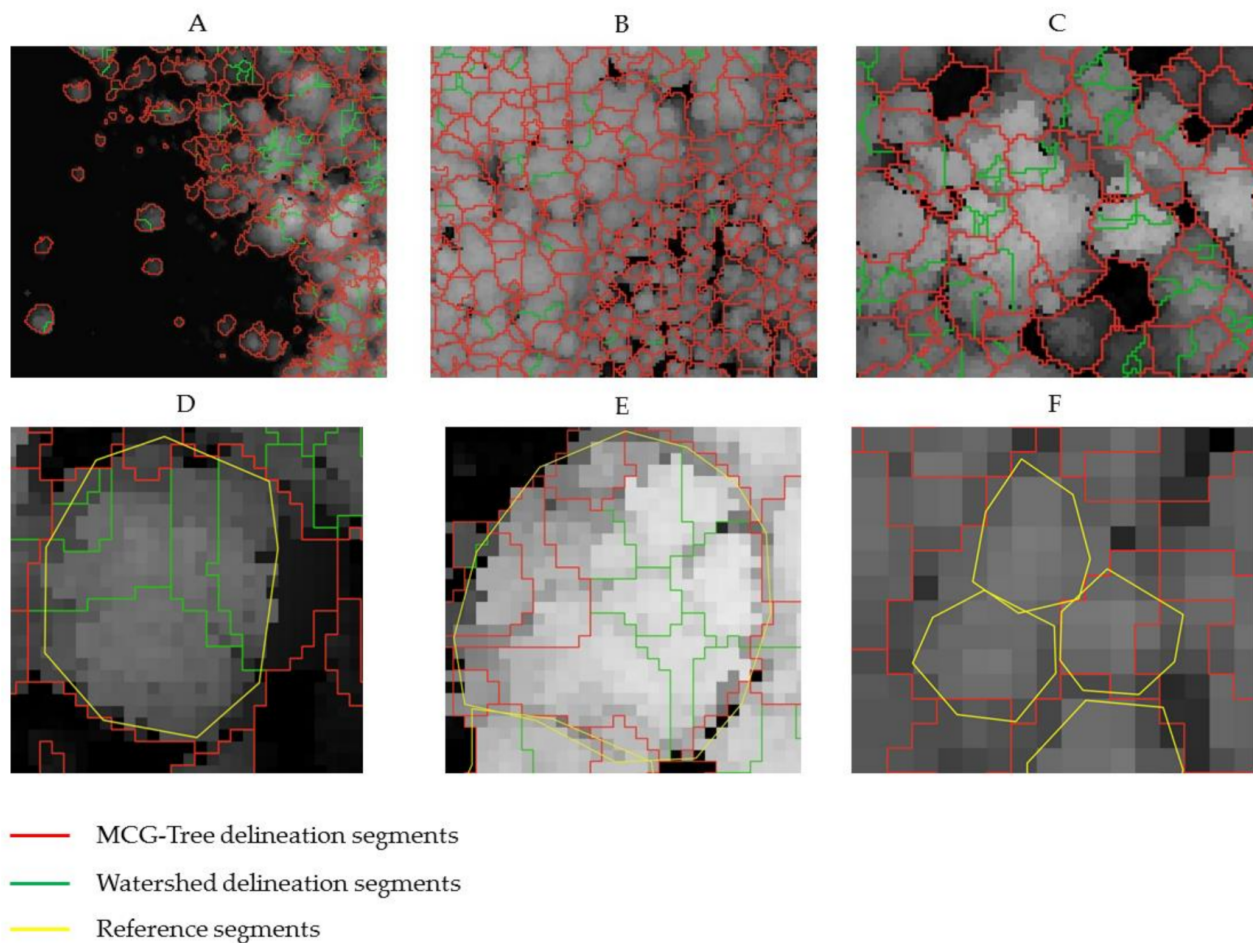 A B C
D E F
MCG-Tree delineation segments
Watershed delineation segments
Reference segments